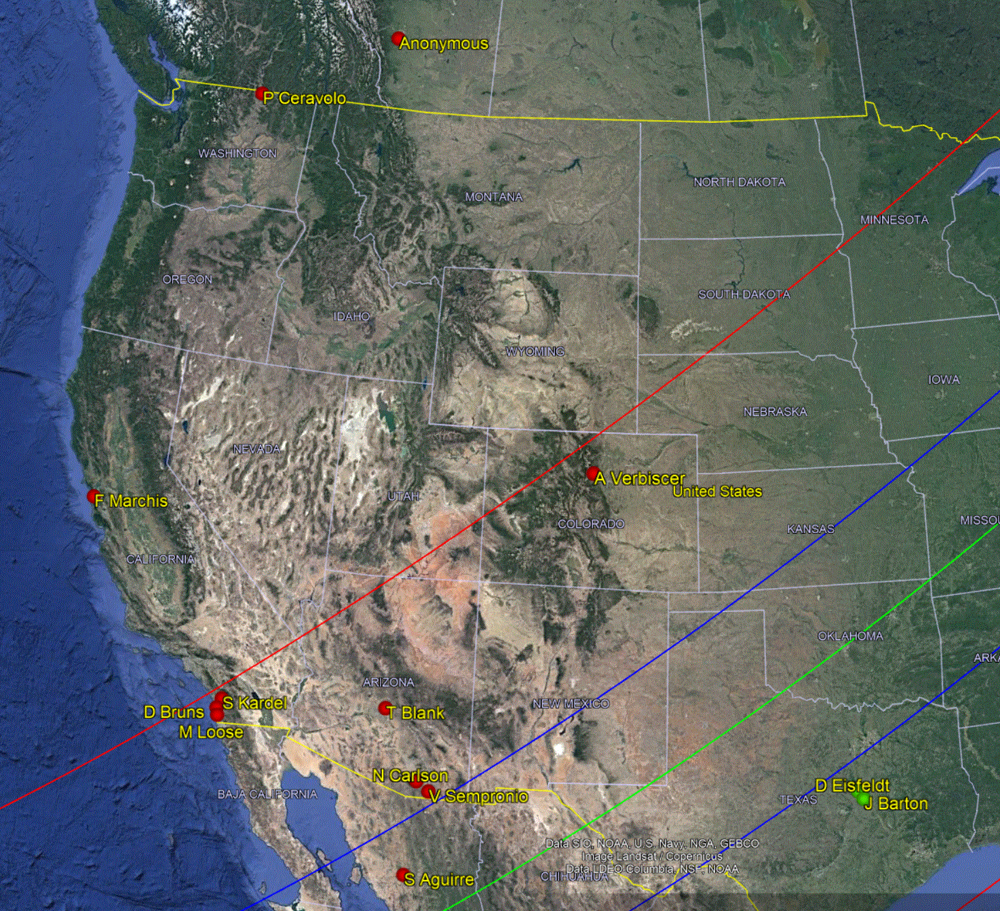 Anonymous
P Ceravolo
WASHINGTON
NORTH DAKOTA
MONTANA
MINNESOTA
OREGON
SOUTH DAKOTA
IDAHO
WYOMING
IOWA
NEBRASKA
NEVADA
A Verbiscer
United States
UTAH
F Marchis
COLORADO
KANSAS
MISSOU
CALIFORNIA
OKLAHOMA
ARKA
ARIZONA
S Kardel
NEW MEXICO
D Bruns
T Blank
M Loose
N Carlson
D Eisfeldt
BAJA CALIFORNIA
V Sempronio
TEXAS
J Barton
Data SIO, NOAA, U.S. Navy, NGA, GEBCO
Image Landsat / Copernicus
Data LDEO-Columbia, NSF, NOAA
CHIHUAHUA
S Aguirre